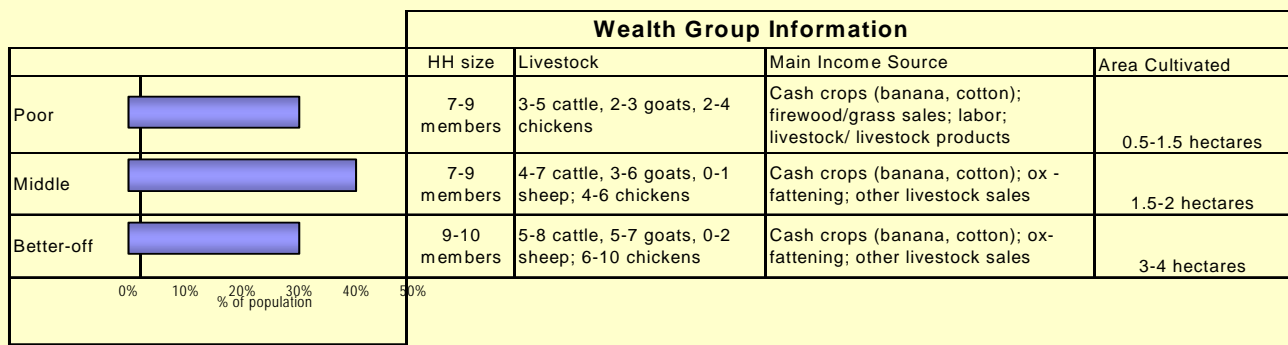 Wealth Group Information
HH size Livestock Main Income Source Area Cultivated
Poor
7-9
members
3-5 cattle, 2-3 goats, 2-4
chickens
Cash crops (banana, cotton);
firewood/grass sales; labor;
livestock/ livestock products
0.5-1.5 hectares
Middle
7-9
members
4-7 cattle, 3-6 goats, 0-1
sheep; 4-6 chickens
Cash crops (banana, cotton); ox -
fattening; other livestock sales
1.5-2 hectares
Better-off
9-10
members
5-8 cattle, 5-7 goats, 0-2
sheep; 6-10 chickens
Cash crops (banana, cotton); ox-
fattening; other livestock sales
3-4 hectares
0% 10% 20% 30% 40% 50%
% of population